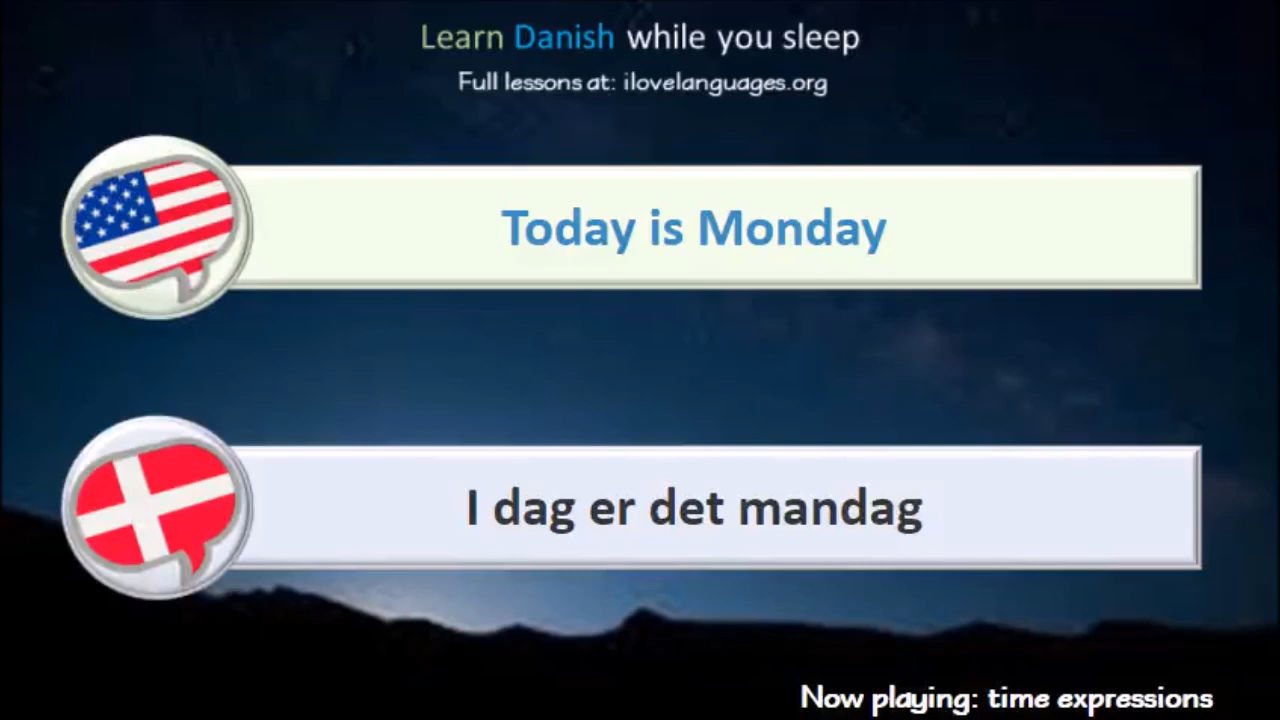 Learn Danish while you sleep
Full lessons at: ilovelanguages.org
Today is Monday
I dag er det mandag
Now playing: time expressions